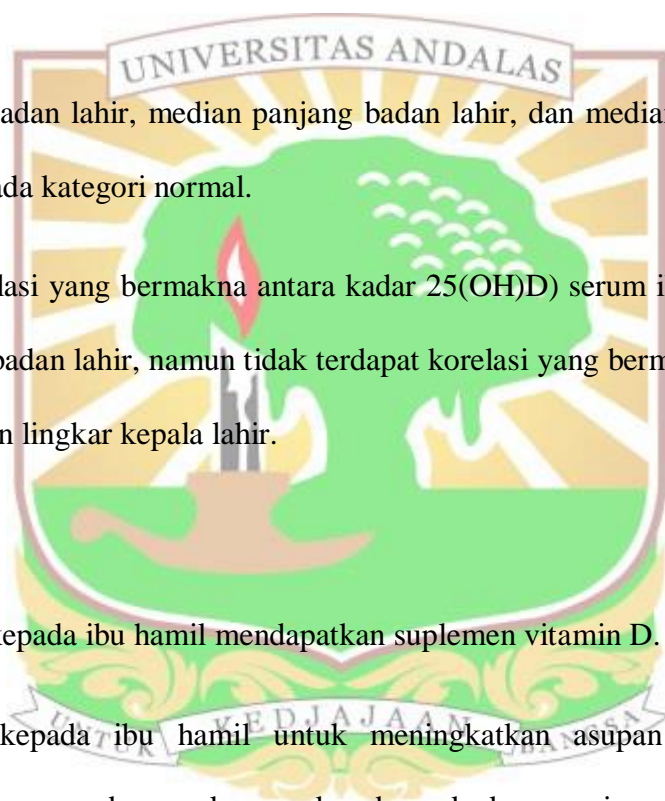 UNIVERSITAS ANDALAS
adan lahir, median panjang badan lahir, dan media
da kategori normal.
lasi yang bermakna antara kadar 25(OH)D) serum i
badan lahir, namun tidak terdapat korelasi yang berm
n lingkar kepala lahir.
kepada ibu hamil mendapatkan suplemen vitamin D.
kepada ibu hamil untuk meningkatkan asupan
UNTUK KEDJAJAAN BANGSA